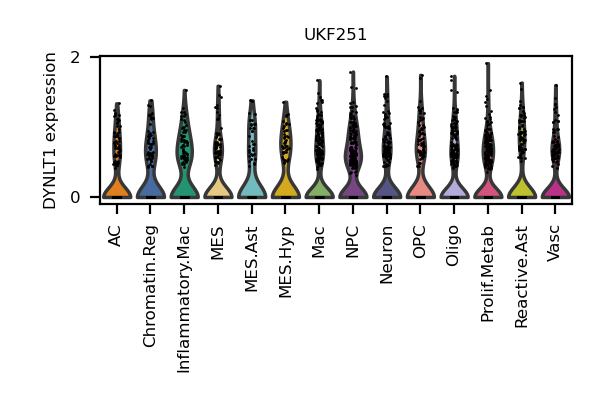 UKF251
DYNLT1 expression
2
0
AC
Chromatin.Reg
Inflammatory.Mac
MES
MES.Ast
MES.Hyp
Mac
NPC
Neuron
OPC
Oligo
Prolif.Metab
Reactive.Ast
Vasc